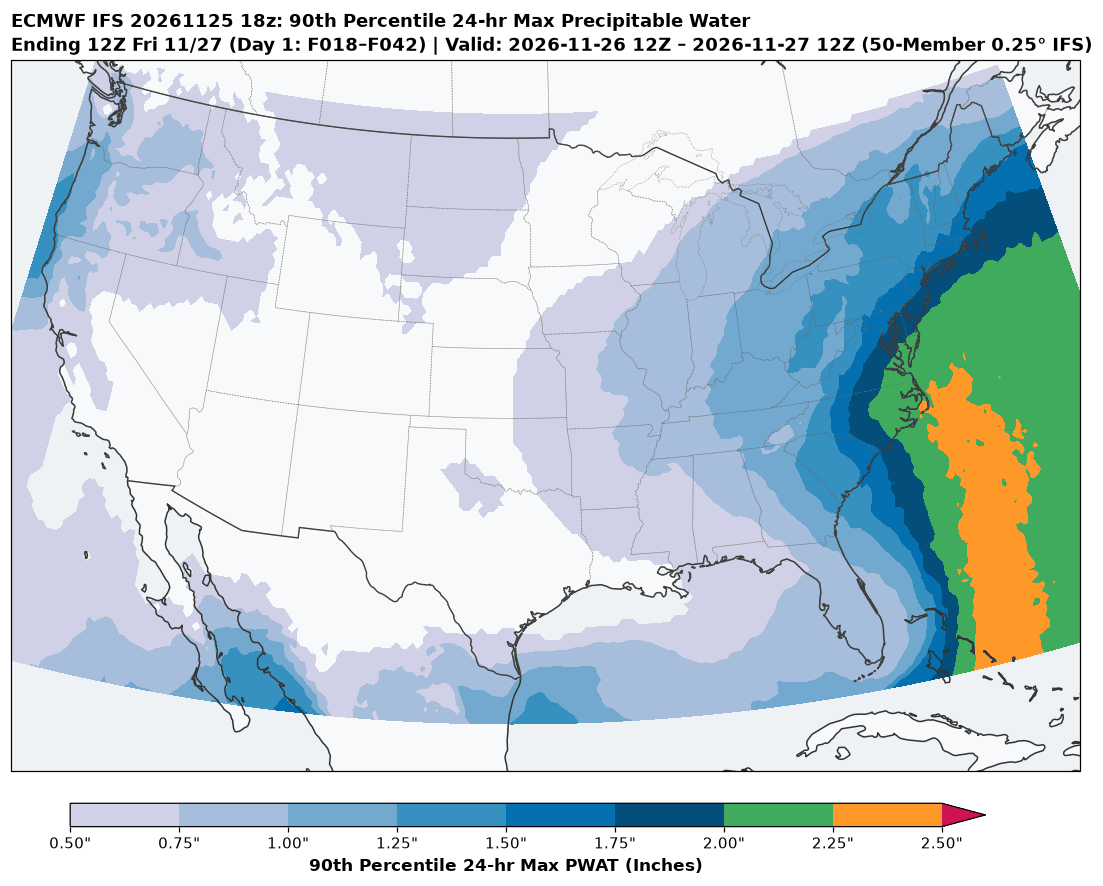 ECMWF IFS 20261125 18z: 90th Percentile 24-hr Max Precipitable Water
Ending 12Z Fri 11/27 (Day 1: F018–F042) | Valid: 2026-11-26 12Z – 2026-11-27 12Z (50-Member 0.25° IFS)
0.50" 0.75" 1.00" 1.25" 1.50" 1.75" 2.00" 2.25" 2.50"
90th Percentile 24-hr Max PWAT (Inches)